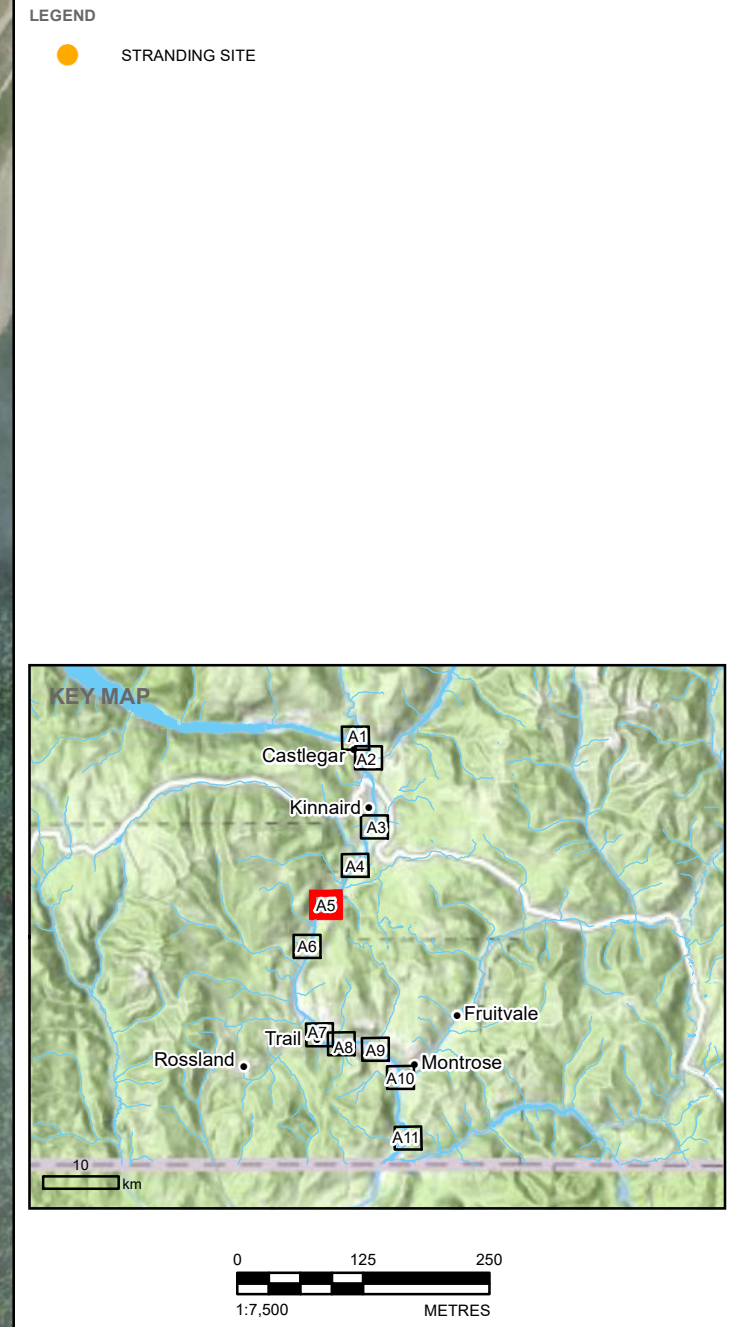 LEGEND
STRANDING SITE
KEY MAP
A1
Castlegar
A2
Kinnaird
A3
A4
A5
A6
Fruitvale
A7
Trail
A8
A9
Rossland
Montrose
A10
A11
10
km
0 125 250
1:7,500 METRES